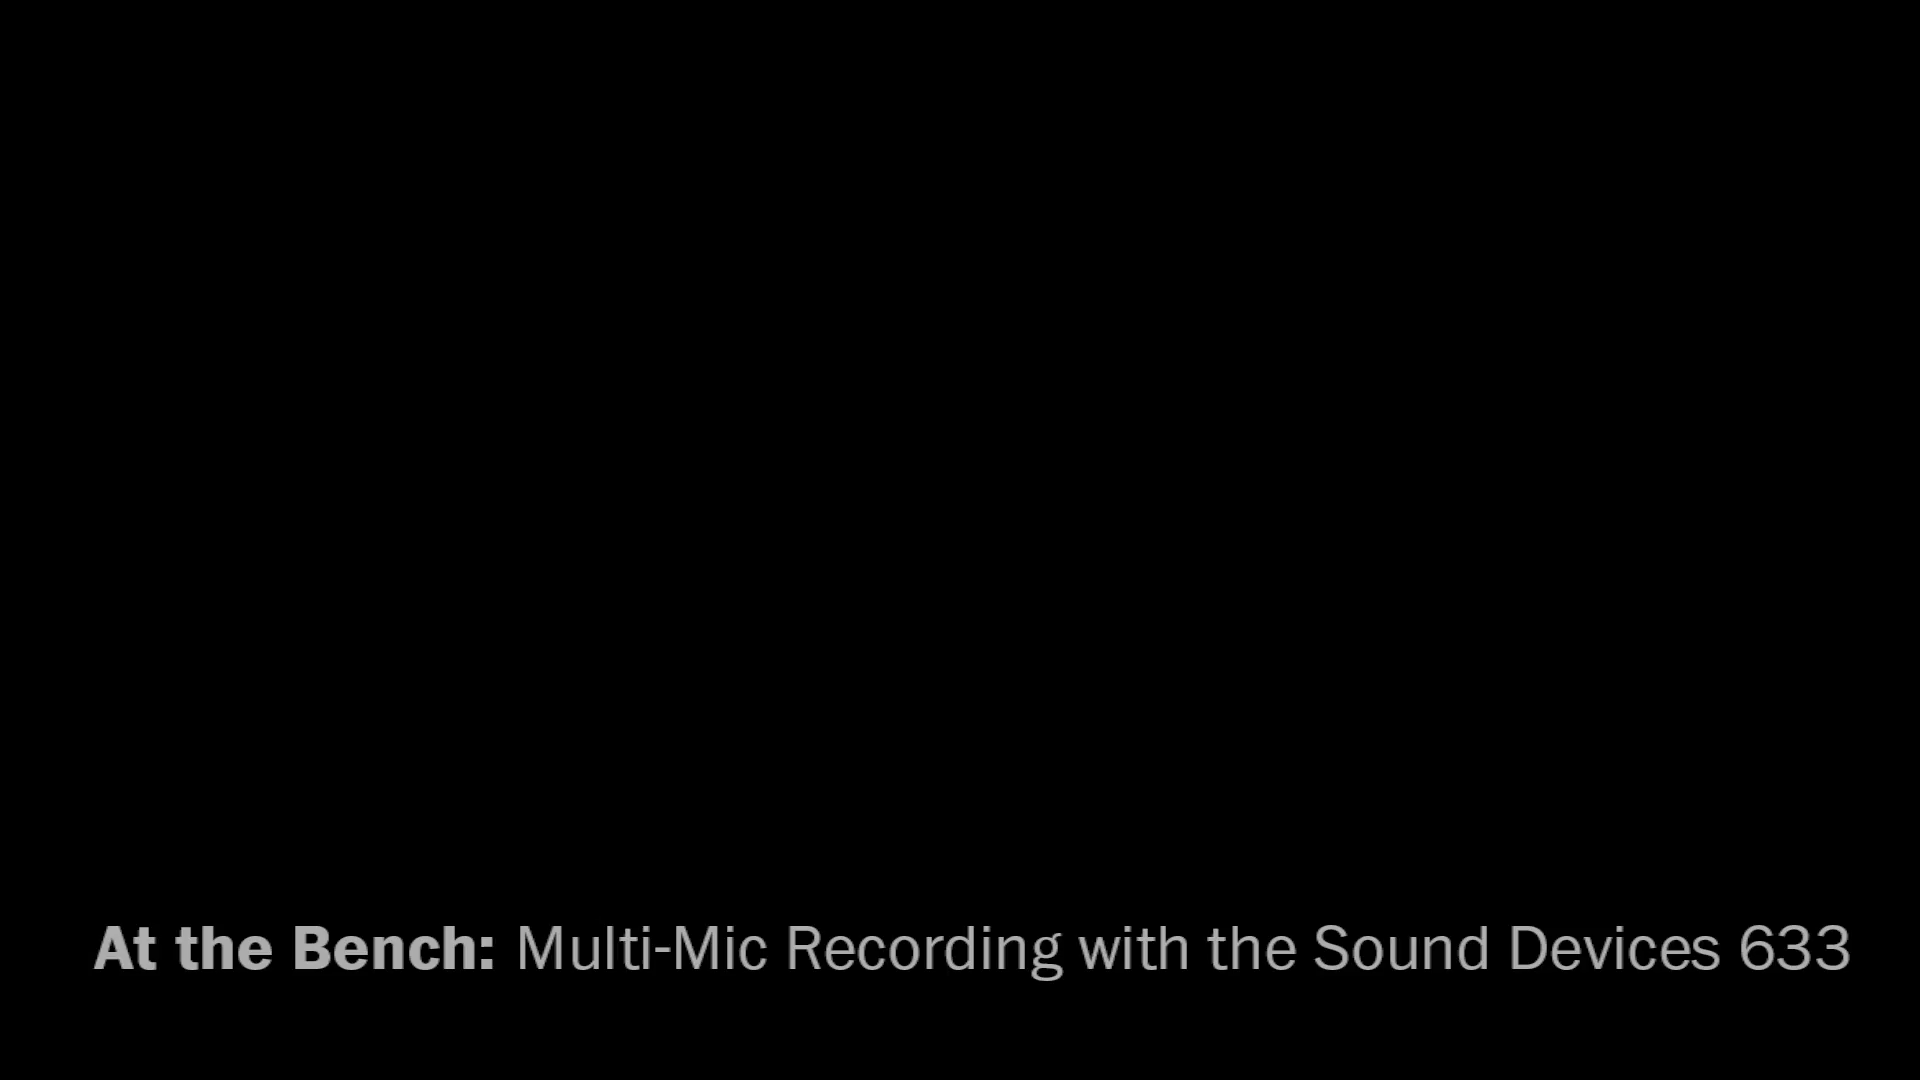 At the Bench: Multi-Mic Recording with the Sound Devices 633